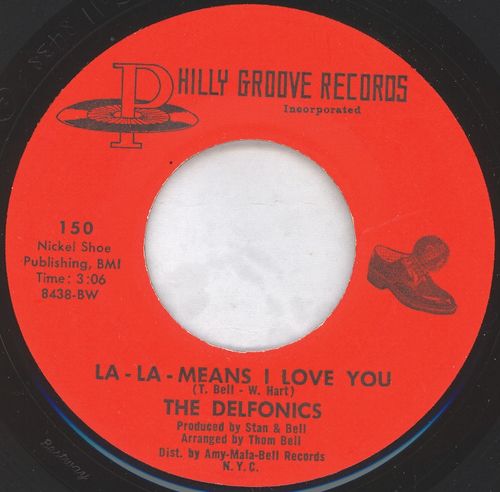 PHILLY GROOVE RECORDS
Incorporated
150
Nickel Shoe
Publishing, BMI
Time: 3:06
8438-BW
LA-LA-MEANS I LOVE YOU
(T. Bell - W. Hart)
THE DELFONICS
Produced by Stan & Bell
Arranged by Thom Bell
Dist. by Amy-Mala-Bell Records
N.Y.C.